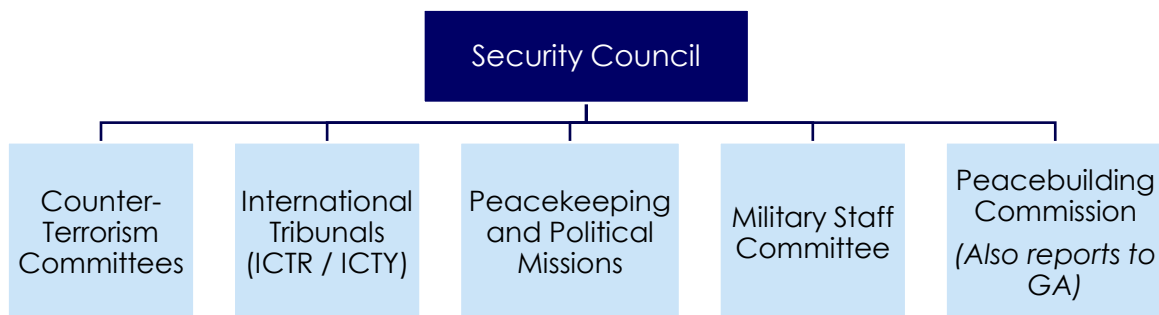 Security Council
Counter-
Terrorism
Committees
International
Tribunals
(ICTR / ICTY)
Peacekeeping
and Political
Missions
Military Staff
Committee
Peacebuilding
Commission
(Also reports to
GA)